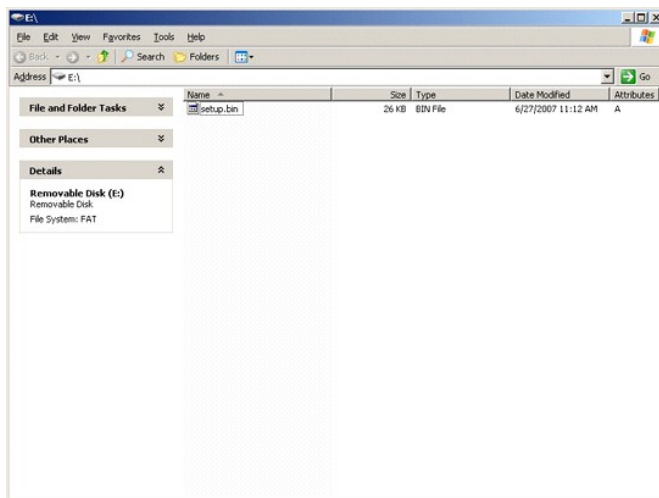 E:\
File Edit View Favorites Tools Help
Back Search Folders
Address E:\ Go
Name Size Type Date Modified Attributes
setup.bin 26 KB BIN File 6/27/2007 11:12 AM A
File and Folder Tasks
Other Places
Details
Removable Disk (E:)
Removable Disk
File System: FAT